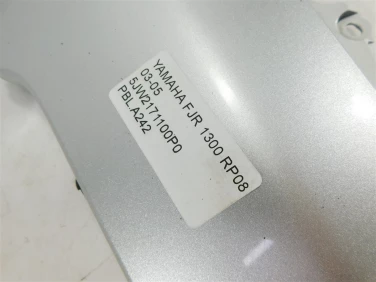 YAMAHA FJR 1300 RP08
03-05
5JW2171100P0
PBLA242